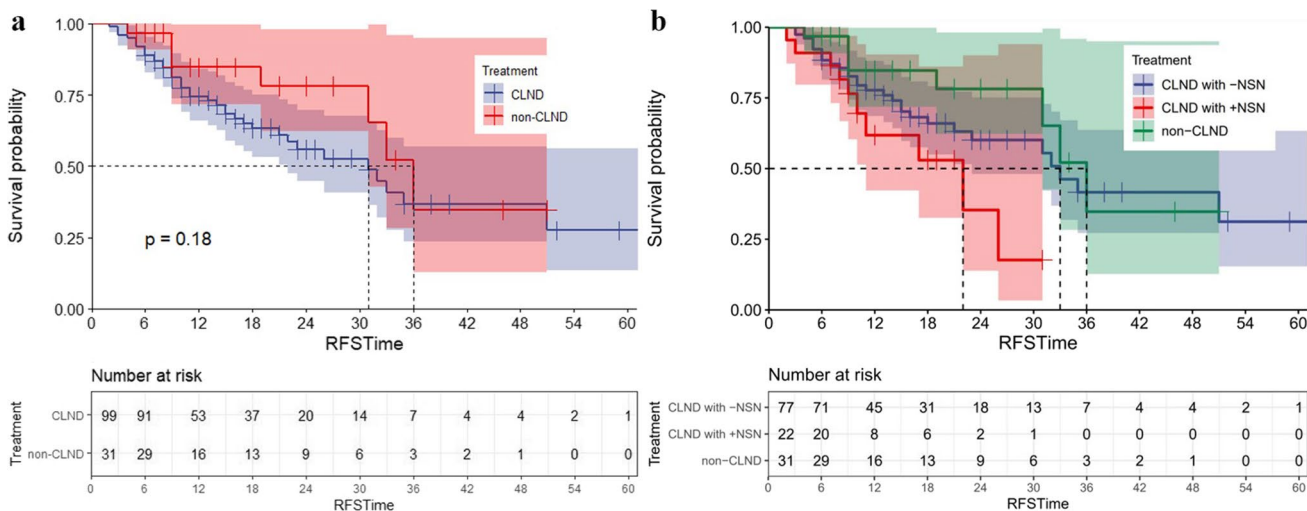 a
1.00
0.75
0.50
0.25
0.00
Survival probability
Treatment
CLND
non-CLND
p = 0.18
0 6 12 18 24 30 36 42 48 54 60
RFSTime
Number at risk
Treatment
CLND 99 91 53 37 20 14 7 4 4 2 1
non-CLND 31 29 16 13 9 6 3 2 1 0 0
0 6 12 18 24 30 36 42 48 54 60
RFSTime
b
1.00
0.75
0.50
0.25
0.00
Survival probability
Treatment
CLND with −NSN
CLND with +NSN
non−CLND
0 6 12 18 24 30 36 42 48 54 60
RFSTime
Number at risk
Treatment
CLND with −NSN 77 71 45 31 18 13 7 4 4 2 1
CLND with +NSN 22 20 8 6 2 1 0 0 0 0 0
non−CLND 31 29 16 13 9 6 3 2 1 0 0
0 6 12 18 24 30 36 42 48 54 60
RFSTime